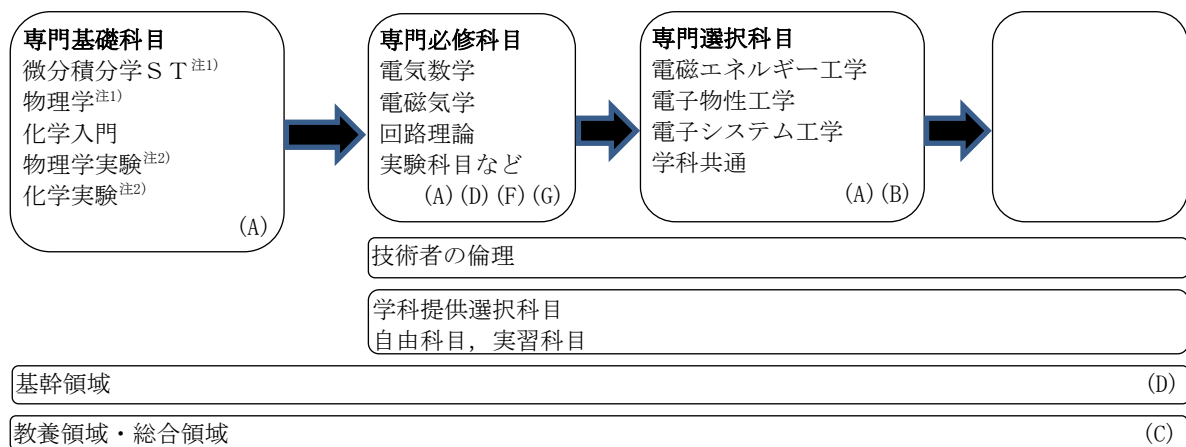 専門基礎科目
微分積分学ＳＴ注1)
物理学注1)
化学入門
物理学実験注2)
化学実験注2)
(A)
専門必修科目
電気数学
電磁気学
回路理論
実験科目など
(A)(D)(F)(G)
専門選択科目
電磁エネルギー工学
電子物性工学
電子システム工学
学科共通
(A)(B)
技術者の倫理
学科提供選択科目
自由科目，実習科目
基幹領域 (D)
教養領域・総合領域 (C)